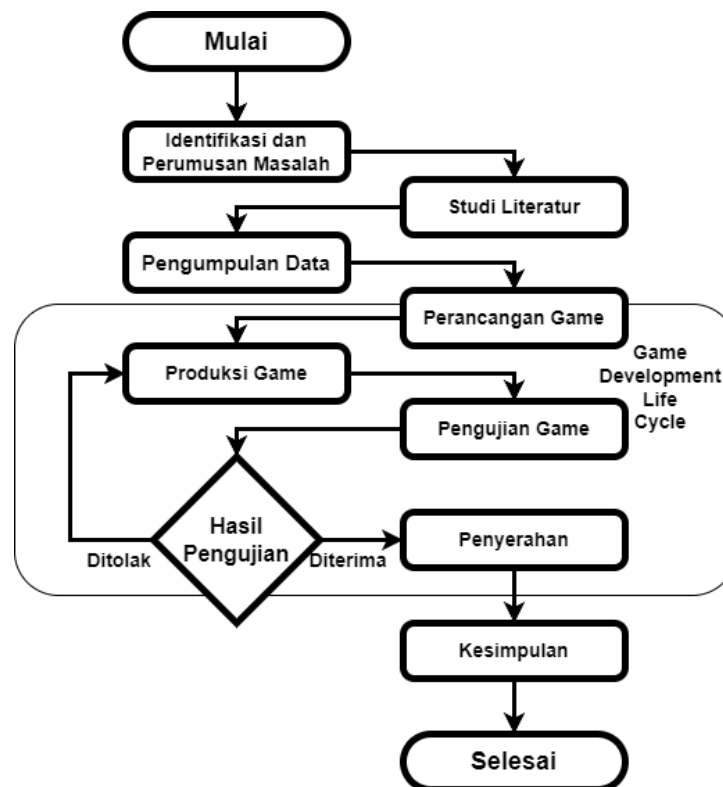 Mulai
Identifikasi dan
Perumusan Masalah
Studi Literatur
Pengumpulan Data
Perancangan Game
Game
Development
Life
Cycle
Produksi Game
Pengujian Game
Hasil
Pengujian
Ditolak
Diterima
Penyerahan
Kesimpulan
Selesai